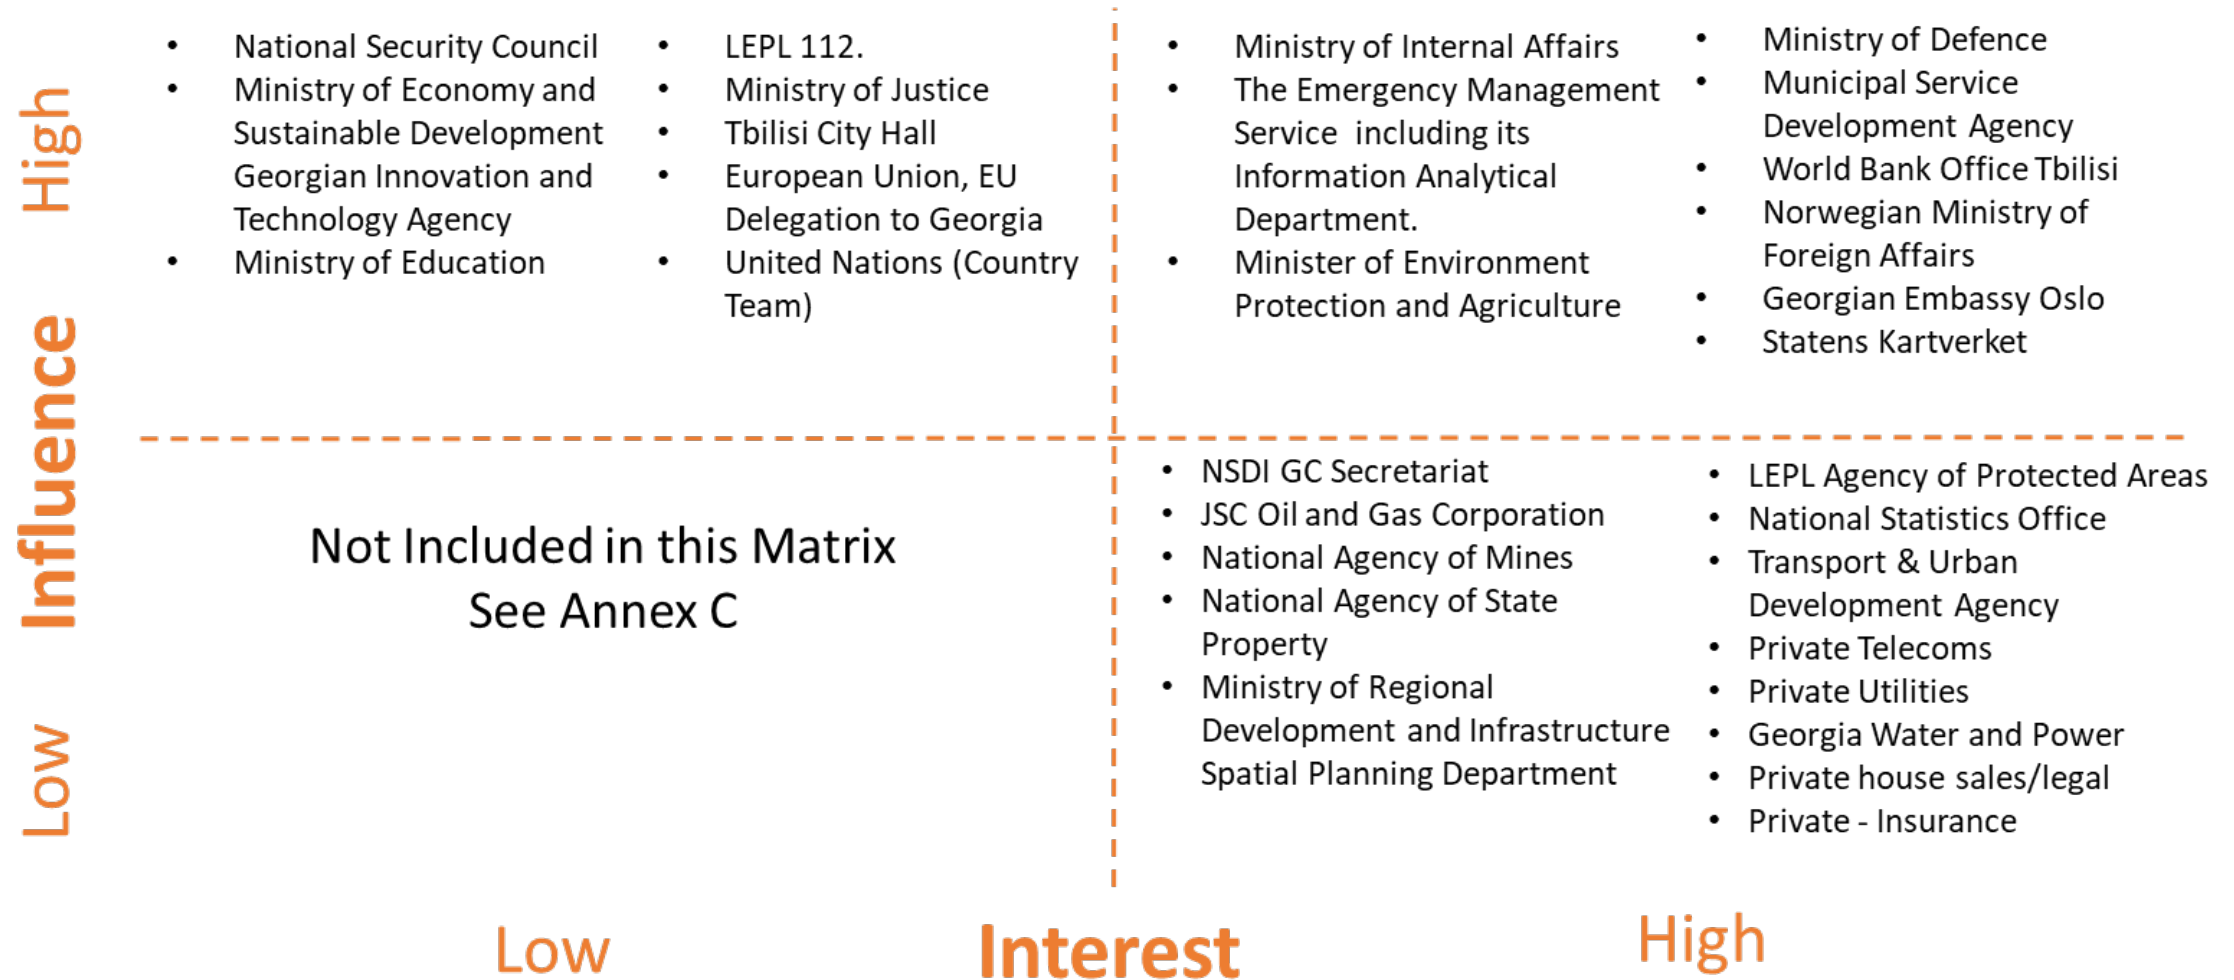 High
Influence
Low
• National Security Council
• Ministry of Economy and
Sustainable Development
Georgian Innovation and
Technology Agency
• Ministry of Education
• LEPL 112.
• Ministry of Justice
• Tbilisi City Hall
• European Union, EU
Delegation to Georgia
• United Nations (Country
Team)
• Ministry of Internal Affairs
• The Emergency Management
Service including its
Information Analytical
Department.
• Minister of Environment
Protection and Agriculture
• Ministry of Defence
• Municipal Service
Development Agency
• World Bank Office Tbilisi
• Norwegian Ministry of
Foreign Affairs
• Georgian Embassy Oslo
• Statens Kartverket
Not Included in this Matrix
See Annex C
• NSDI GC Secretariat
• JSC Oil and Gas Corporation
• National Agency of Mines
• National Agency of State
Property
• Ministry of Regional
Development and Infrastructure
Spatial Planning Department
• LEPL Agency of Protected Areas
• National Statistics Office
• Transport & Urban
Development Agency
• Private Telecoms
• Private Utilities
• Georgia Water and Power
• Private house sales/legal
• Private - Insurance
Low
Interest
High